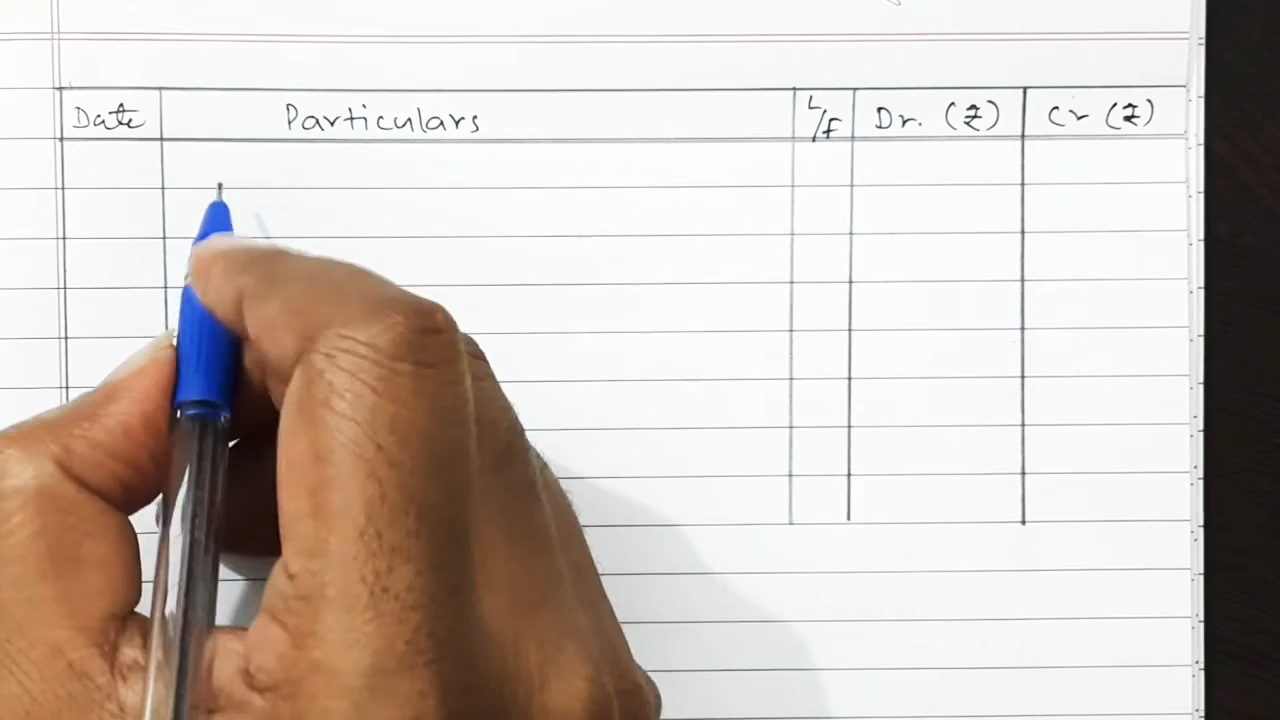 Date Particulars L/F Dr. (₹) Cr (₹)